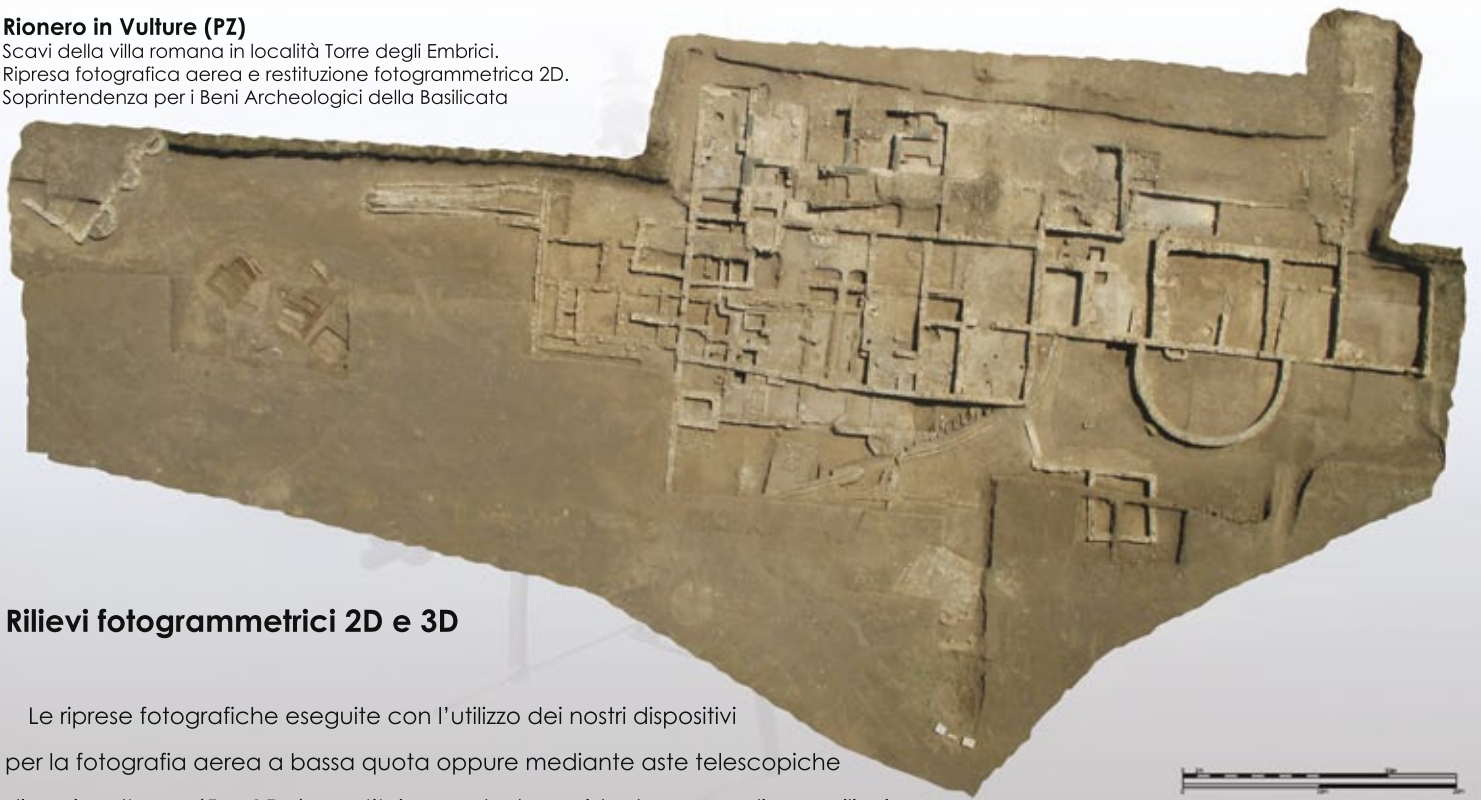 Rionero in Vulture (PZ)
Scavi della villa romana in località Torre degli Embrici.
Ripresa fotografica aerea e restituzione fotogrammetrica 2D.
Soprintendenza per i Beni Archeologici della Basilicata
Rilievi fotogrammetrici 2D e 3D
Le riprese fotografiche eseguite con l'utilizzo dei nostri dispositivi
per la fotografia aerea a bassa quota oppure mediante aste telescopiche